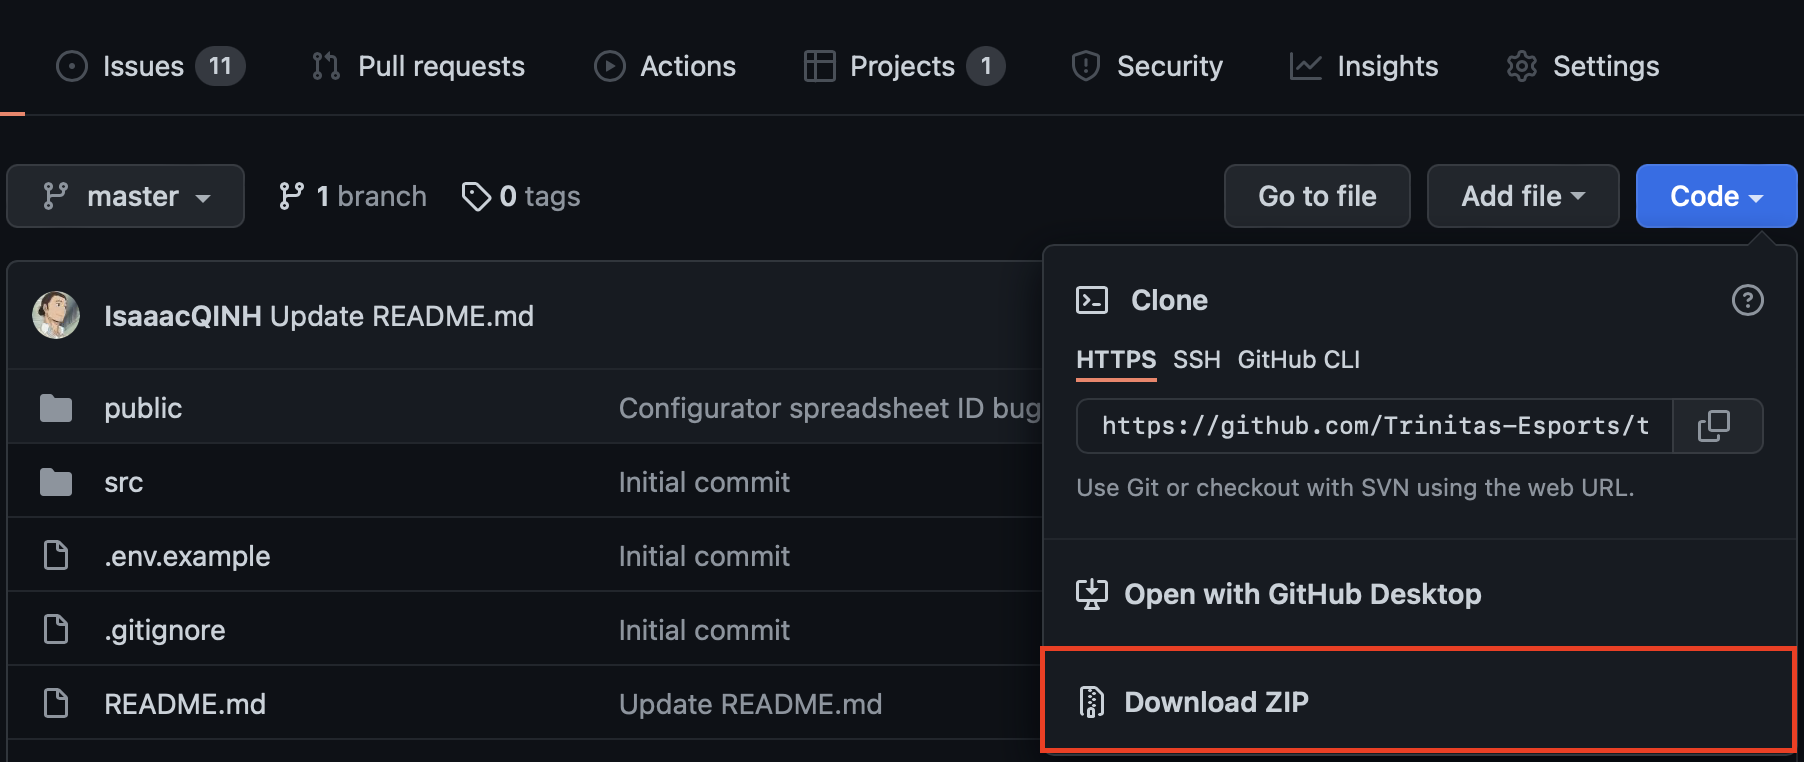 Issues 11 Pull requests Actions Projects 1 Security Insights Settings
master 1 branch 0 tags Go to file Add file Code
IsaaacQINH Update README.md
Clone
HTTPS SSH GitHub CLI
public Configurator spreadsheet ID bug
https://github.com/Trinitas-Esports/t
src Initial commit
Use Git or checkout with SVN using the web URL.
.env.example Initial commit
Open with GitHub Desktop
.gitignore Initial commit
README.md Update README.md
Download ZIP